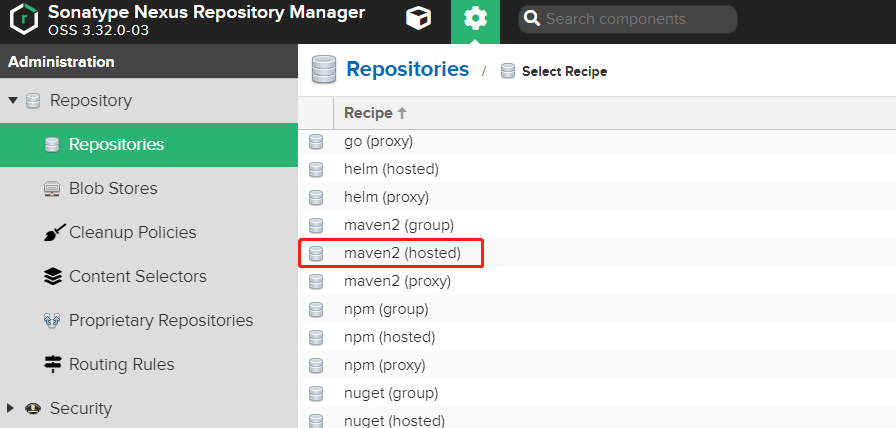 Sonatype Nexus Repository Manager
OSS 3.32.0-03
Search components
Administration
Repository
Repositories
Blob Stores
Cleanup Policies
Content Selectors
Proprietary Repositories
Routing Rules
Security
Repositories / Select Recipe
Recipe
go (proxy)
helm (hosted)
helm (proxy)
maven2 (group)
maven2 (hosted)
maven2 (proxy)
npm (group)
npm (hosted)
npm (proxy)
nuget (group)
nuget (hosted)